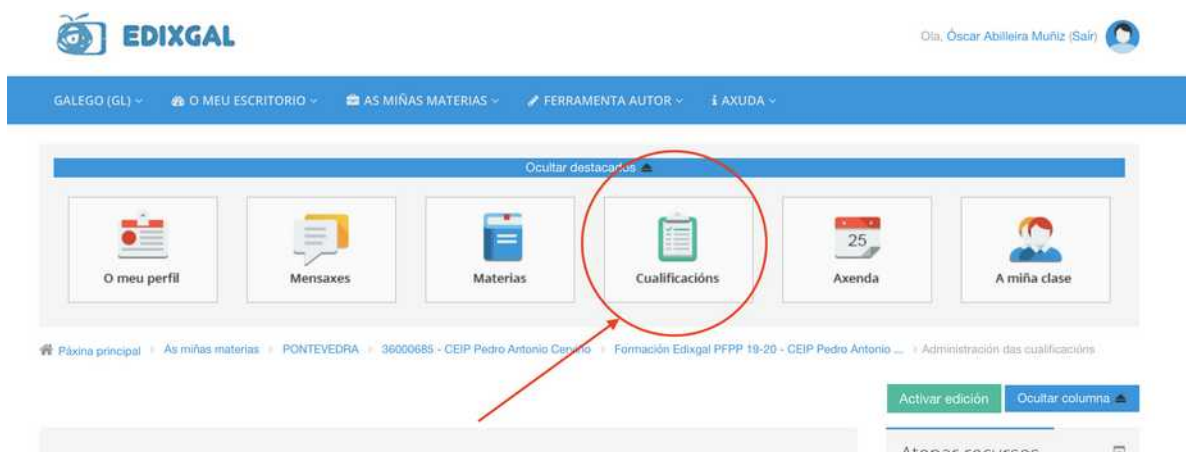 EDIXGAL
Ola, Óscar Abilleira Muñiz (Saír)
GALEGO (GL) O MEU ESCRITORIO AS MIÑAS MATERIAS FERRAMENTA AUTOR AXUDA
Ocultar destacados
25
O meu perfil Mensaxes Materias Cualificacións Axenda A miña clase
Páxina principal As miñas materias PONTEVEDRA 36000685 - CEIP Pedro Antonio Cerviño Formación Edixgal PFPP 19-20 - CEIP Pedro Antonio ... Administración das cualificacións
Activar edición Ocultar columna
Atopar recursos